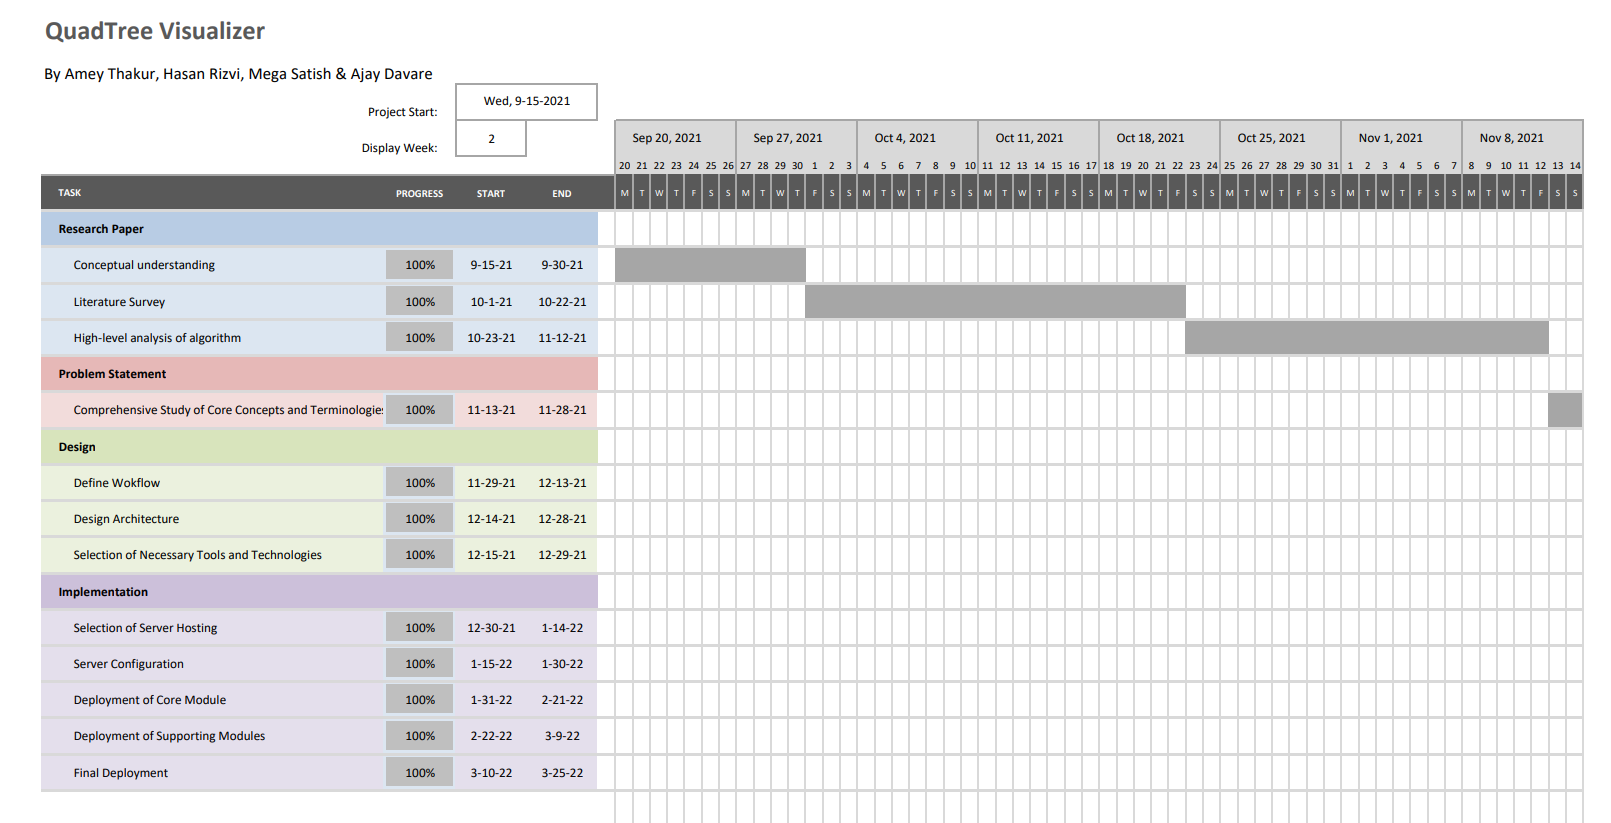 QuadTree Visualizer
By Amey Thakur, Hasan Rizvi, Mega Satish & Ajay Davare
Project Start: Wed, 9-15-2021
Display Week: 2
Sep 20, 2021 Sep 27, 2021 Oct 4, 2021 Oct 11, 2021 Oct 18, 2021 Oct 25, 2021 Nov 1, 2021 Nov 8, 2021
20 21 22 23 24 25 26 27 28 29 30 1 2 3 4 5 6 7 8 9 10 11 12 13 14 15 16 17 18 19 20 21 22 23 24 25 26 27 28 29 30 31 1 2 3 4 5 6 7 8 9 10 11 12 13 14
TASK PROGRESS START END M T W T F S S M T W T F S S M T W T F S S M T W T F S S M T W T F S S M T W T F S S M T W T F S S M T W T F S S
Research Paper
Conceptual understanding 100% 9-15-21 9-30-21
Literature Survey 100% 10-1-21 10-22-21
High-level analysis of algorithm 100% 10-23-21 11-12-21
Problem Statement
Comprehensive Study of Core Concepts and Terminologies 100% 11-13-21 11-28-21
Design
Define Wokflow 100% 11-29-21 12-13-21
Design Architecture 100% 12-14-21 12-28-21
Selection of Necessary Tools and Technologies 100% 12-15-21 12-29-21
Implementation
Selection of Server Hosting 100% 12-30-21 1-14-22
Server Configuration 100% 1-15-22 1-30-22
Deployment of Core Module 100% 1-31-22 2-21-22
Deployment of Supporting Modules 100% 2-22-22 3-9-22
Final Deployment 100% 3-10-22 3-25-22